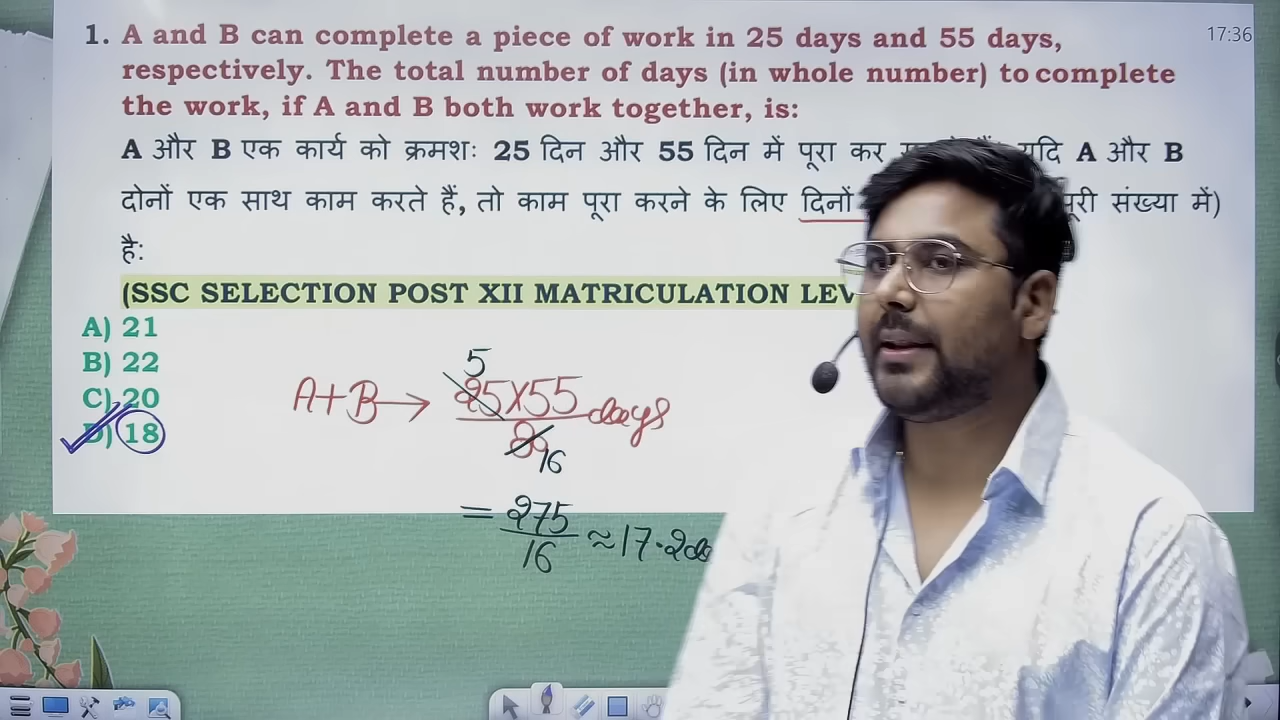 17:36
1. A and B can complete a piece of work in 25 days and 55 days,
respectively. The total number of days (in whole number) to complete
the work, if A and B both work together, is:
A और B एक कार्य को क्रमशः 25 दिन और 55 दिन में पूरा कर यदि A और B
दोनों एक साथ काम करते हैं, तो काम पूरा करने के लिए दिनों संख्या में)
है:
(SSC SELECTION POST XII MATRICULATION
A) 21
B) 22
C) 20
D) 18
5
A+B→ 25×55 days
80
16
= 275
16
≈17.2